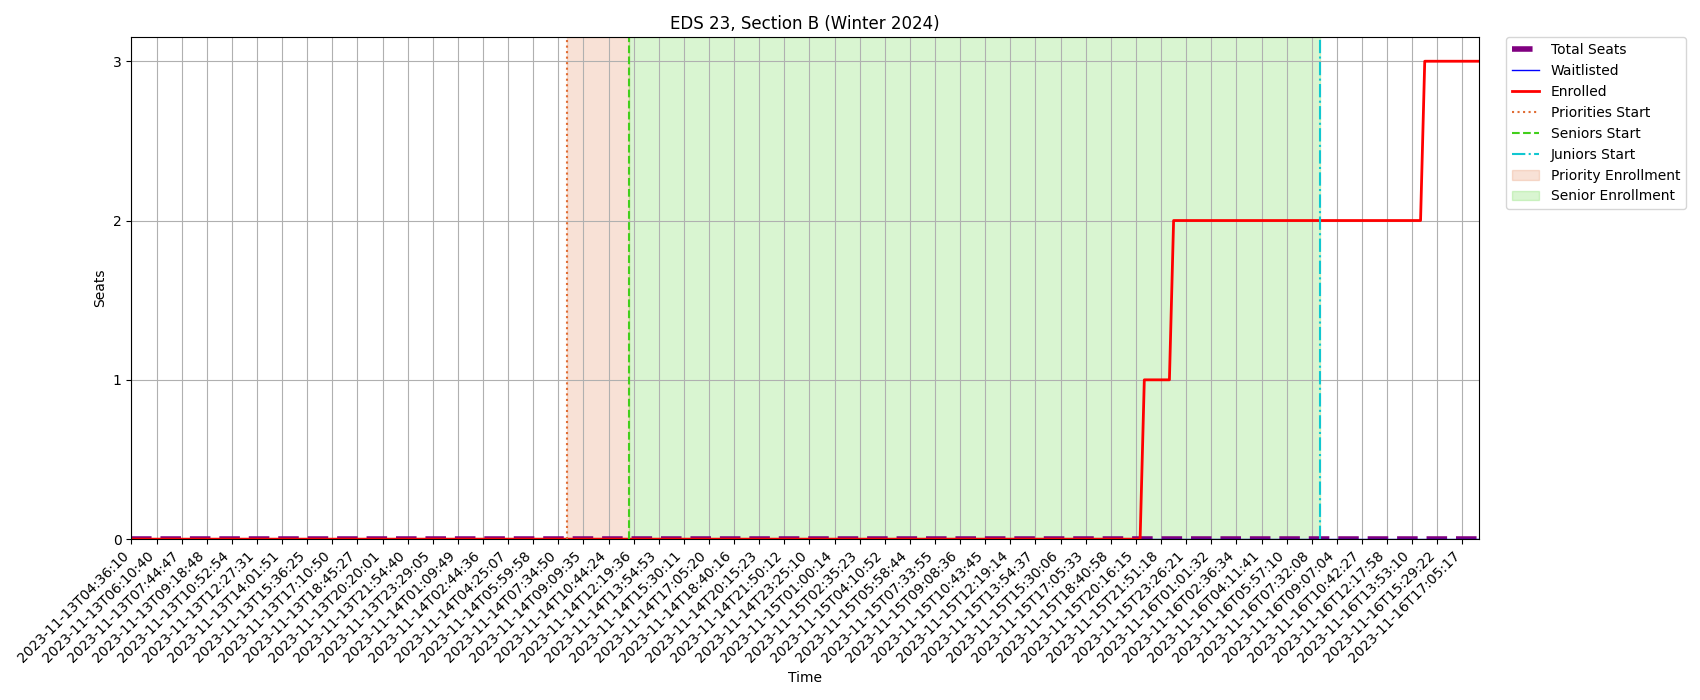 EDS 23, Section B (Winter 2024)
Total Seats
Waitlisted
Enrolled
Priorities Start
Seniors Start
Juniors Start
Priority Enrollment
Senior Enrollment
Seats
3
2
1
0
2023-11-13T04:36:10
2023-11-13T06:10:40
2023-11-13T07:44:47
2023-11-13T09:18:48
2023-11-13T10:52:54
2023-11-13T12:27:31
2023-11-13T14:01:51
2023-11-13T15:36:25
2023-11-13T17:10:50
2023-11-13T18:45:27
2023-11-13T20:20:01
2023-11-13T21:54:40
2023-11-13T23:29:05
2023-11-14T01:09:49
2023-11-14T02:44:36
2023-11-14T04:25:07
2023-11-14T05:59:58
2023-11-14T07:34:50
2023-11-14T09:09:35
2023-11-14T10:44:24
2023-11-14T12:19:36
2023-11-14T13:54:53
2023-11-14T15:30:11
2023-11-14T17:05:20
2023-11-14T18:40:16
2023-11-14T20:15:23
2023-11-14T21:50:12
2023-11-14T23:25:10
2023-11-15T01:00:14
2023-11-15T02:35:23
2023-11-15T04:10:52
2023-11-15T05:58:44
2023-11-15T07:33:55
2023-11-15T09:08:36
2023-11-15T10:43:45
2023-11-15T12:19:14
2023-11-15T13:54:37
2023-11-15T15:30:06
2023-11-15T17:05:33
2023-11-15T18:40:58
2023-11-15T20:16:15
2023-11-15T21:51:18
2023-11-15T23:26:21
2023-11-16T01:01:32
2023-11-16T02:36:34
2023-11-16T04:11:41
2023-11-16T05:57:10
2023-11-16T07:32:08
2023-11-16T09:07:04
2023-11-16T10:42:27
2023-11-16T12:17:58
2023-11-16T13:53:10
2023-11-16T15:29:22
2023-11-16T17:05:17
Time